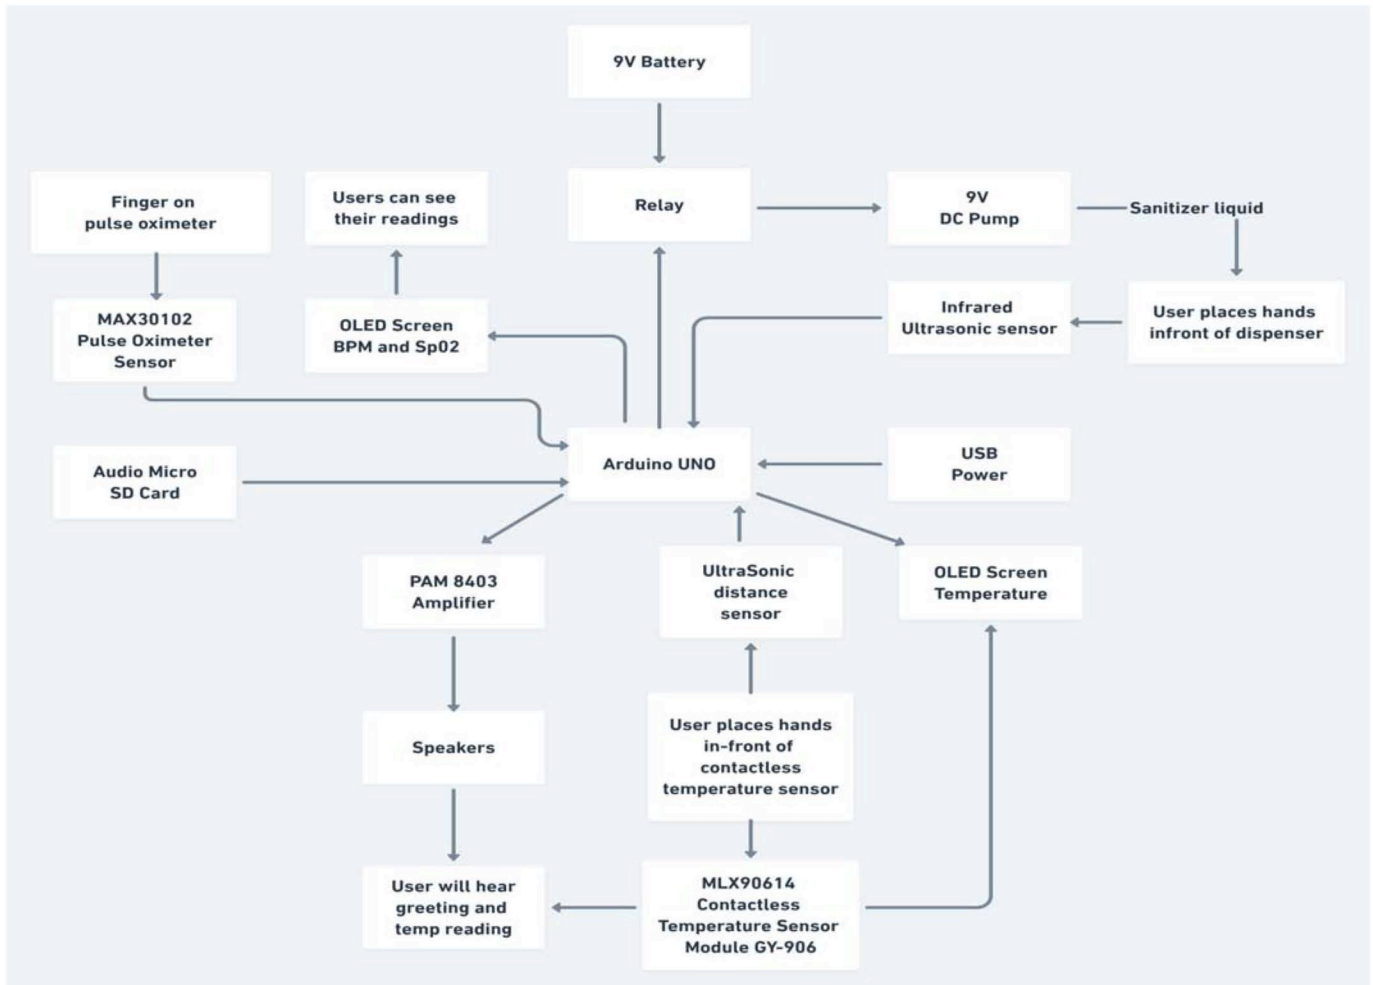 9V Battery
Finger on
pulse oximeter
Users can see
their readings
Relay
9V
DC Pump
Sanitizer liquid
MAX30102
Pulse Oximeter
Sensor
OLED Screen
BPM and Sp02
Infrared
Ultrasonic sensor
User places hands
infront of dispenser
Audio Micro
SD Card
Arduino UNO
USB
Power
PAM 8403
Amplifier
UltraSonic
distance
sensor
OLED Screen
Temperature
Speakers
User places hands
in-front of
contactless
temperature sensor
User will hear
greeting and
temp reading
MLX90614
Contactless
Temperature Sensor
Module GY-906